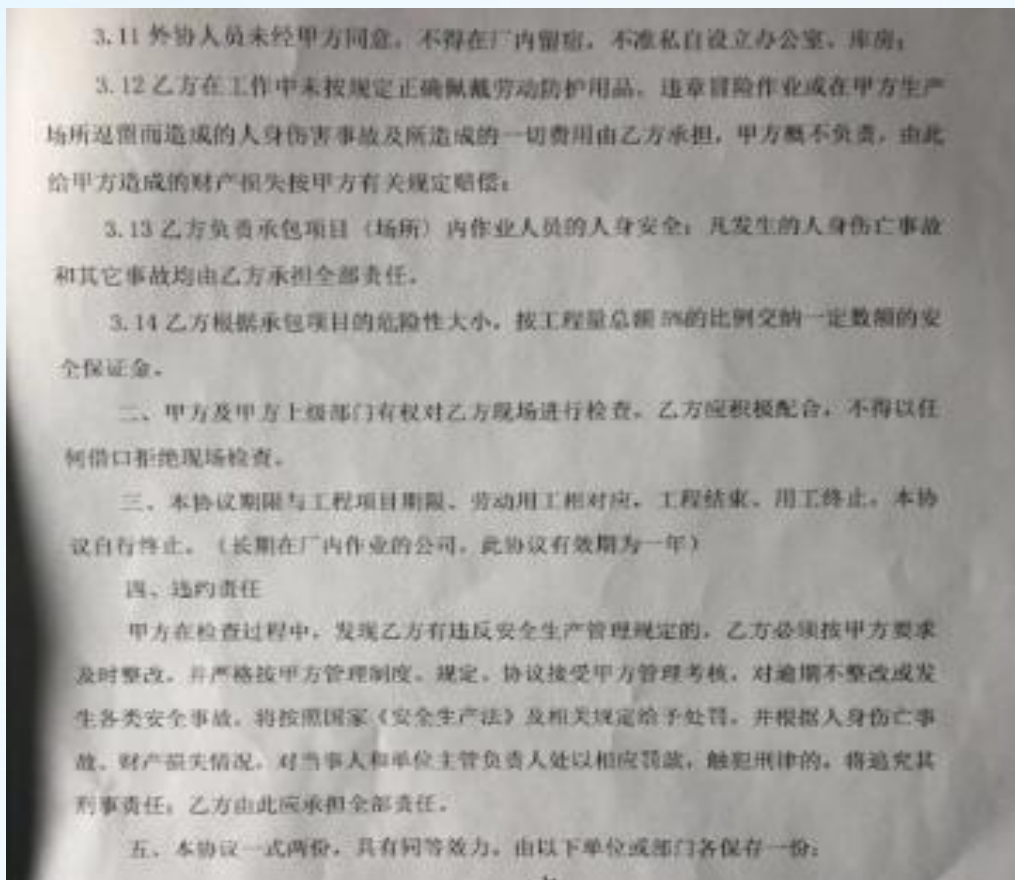 3.11 外协人员未经甲方同意，不得在厂内留宿，不准私自设立办公室、库房；
3.12 乙方在工作中未按规定正确佩戴劳动防护用品，违章冒险作业或在甲方生产
场所逗留而造成的人身伤害事故及所造成的一切费用由乙方承担，甲方概不负责，由此
给甲方造成的财产损失按甲方有关规定赔偿；
3.13 乙方负责承包项目（场所）内作业人员的人身安全；凡发生的人身伤亡事故
和其它事故均由乙方承担全部责任。
3.14 乙方根据承包项目的危险性大小，按工程量总额 5%的比例交纳一定数额的安
全保证金。
二、甲方及甲方上级部门有权对乙方现场进行检查。乙方应积极配合，不得以任
何借口拒绝现场检查。
三、本协议期限与工程项目期限、劳动用工相对应，工程结束、用工终止，本协
议自行终止。（长期在厂内作业的公司，此协议有效期为一年）
四、违约责任
甲方在检查过程中，发现乙方有违反安全生产管理规定的，乙方必须按甲方要求
及时整改。并严格按甲方管理制度、规定、协议接受甲方管理考核，对逾期不整改或发
生各类安全事故，将按照国家《安全生产法》及相关规定给予处罚，并根据人身伤亡事
故、财产损失情况，对当事人和单位主管负责人处以相应罚款，触犯刑律的，将追究其
刑事责任；乙方由此应承担全部责任。
五、本协议一式两份，具有同等效力，由以下单位或部门各保存一份：